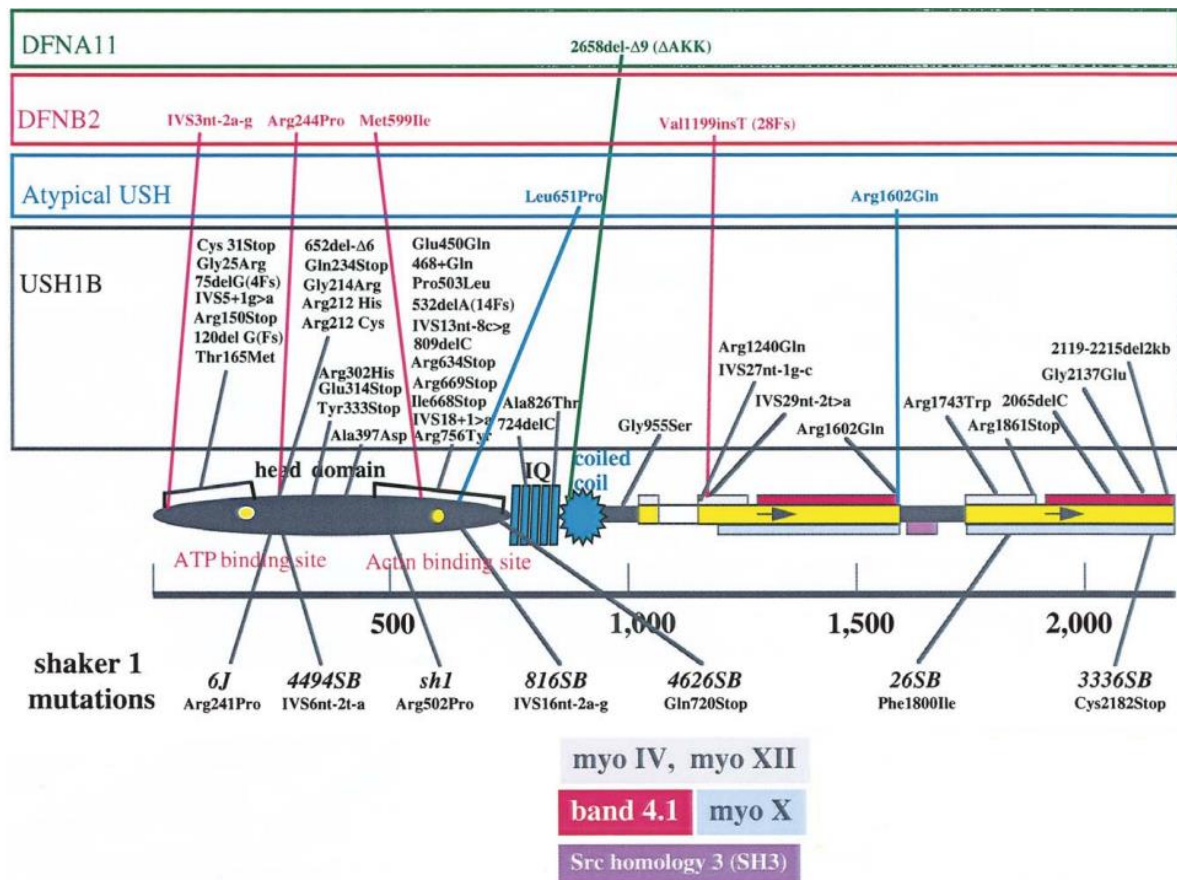 DFNA11
2658del-Δ9 (ΔAKK)
DFNB2
IVS3nt-2a-g
Arg244Pro
Met599Ile
Val1199insT (28Fs)
Atypical USH
Leu651Pro
Arg1602Gln
USH1B
Cys 31Stop
Gly25Arg
75delG(4Fs)
IVS5+1g>a
Arg150Stop
120del G(Fs)
Thr165Met
652del-Δ6
Gln234Stop
Gly214Arg
Arg212 His
Arg212 Cys
Arg302His
Glu314Stop
Tyr333Stop
Ala397Asp
Glu450Gln
468+Gln
Pro503Leu
532delA(14Fs)
IVS13nt-8c>g
809delC
Arg634Stop
Arg669Stop
Ile668Stop
IVS18+1>a
Arg756Tyr
Ala826Thr
724delC
Gly955Ser
Arg1240Gln
IVS27nt-1g-c
IVS29nt-2t>a
Arg1602Gln
Arg1743Trp
2119-2215del2kb
Gly2137Glu
2065delC
Arg1861Stop
head domain
IQ
coiled
coil
ATP binding site
Actin binding site
500
1,000
1,500
2,000
shaker 1
mutations
6J
Arg241Pro
4494SB
IVS6nt-2t-a
sh1
Arg502Pro
816SB
IVS16nt-2a-g
4626SB
Gln720Stop
26SB
Phe1800Ile
3336SB
Cys2182Stop
myo IV, myo XII
band 4.1
myo X
Src homology 3 (SH3)